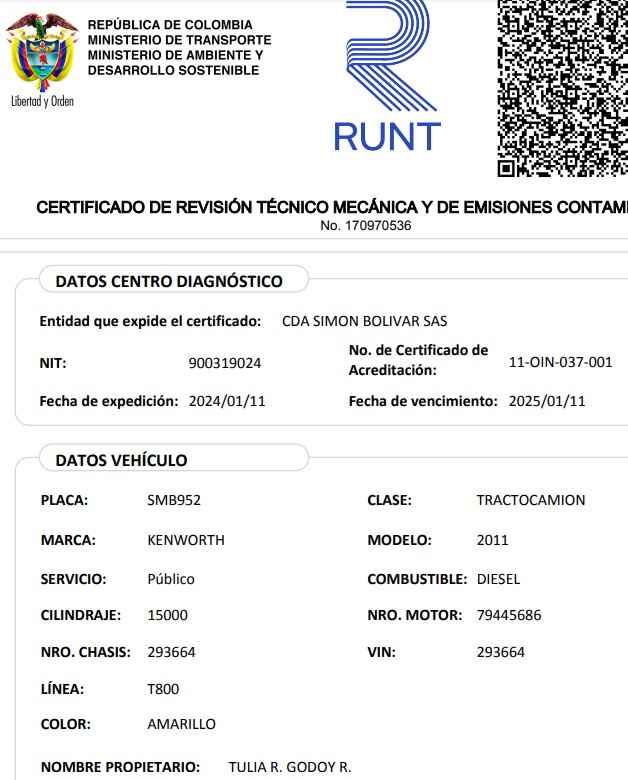 REPÚBLICA DE COLOMBIA
MINISTERIO DE TRANSPORTE
MINISTERIO DE AMBIENTE Y
DESARROLLO SOSTENIBLE
Libertad y Orden
RUNT
CERTIFICADO DE REVISIÓN TÉCNICO MECÁNICA Y DE EMISIONES CONTAMI
No. 170970536
DATOS CENTRO DIAGNÓSTICO
Entidad que expide el certificado: CDA SIMON BOLIVAR SAS
NIT: 900319024 No. de Certificado de Acreditación: 11-OIN-037-001
Fecha de expedición: 2024/01/11 Fecha de vencimiento: 2025/01/11
DATOS VEHÍCULO
PLACA: SMB952 CLASE: TRACTOCAMION
MARCA: KENWORTH MODELO: 2011
SERVICIO: Público COMBUSTIBLE: DIESEL
CILINDRAJE: 15000 NRO. MOTOR: 79445686
NRO. CHASIS: 293664 VIN: 293664
LÍNEA: T800
COLOR: AMARILLO
NOMBRE PROPIETARIO: TULIA R. GODOY R.